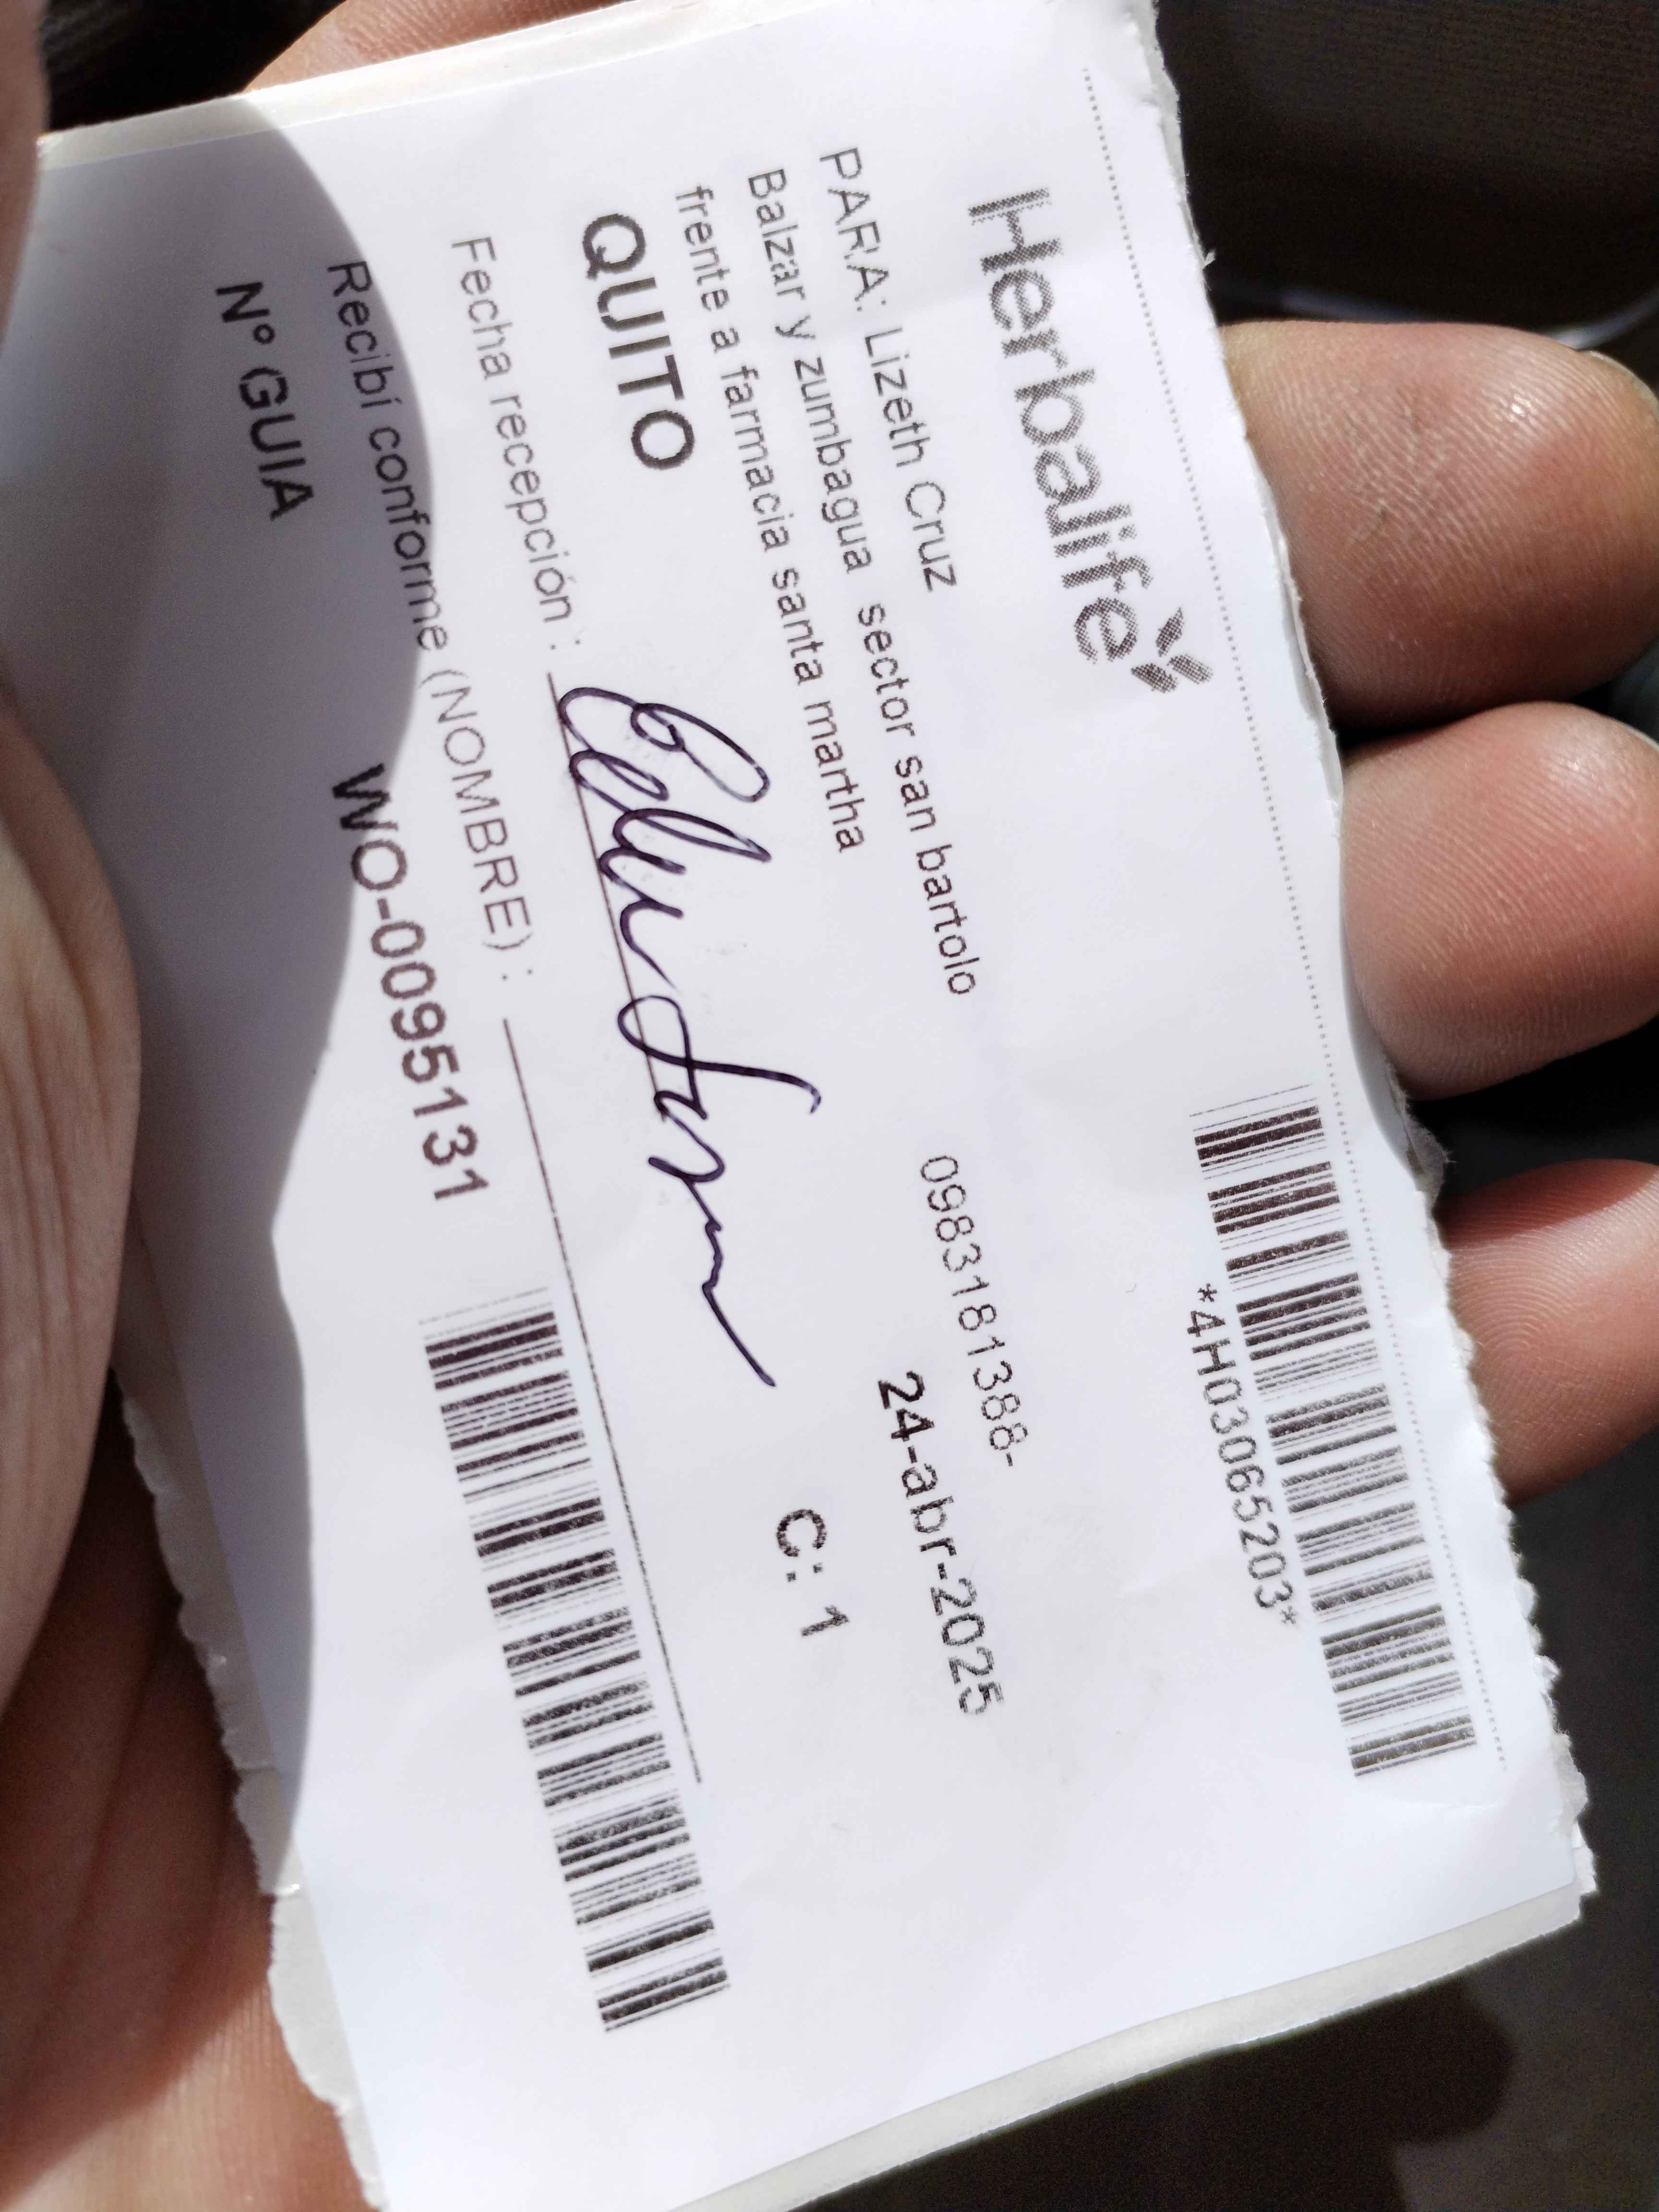 Herbalife
*4H03065203*
PARA: Lizeth Cruz
0983181388-
Balzar y zumbagua sector san bartolo
24-abr-2025
frente a farmacia santa martha
QUITO
C: 1
Fecha recepción :
Recibí conforme (NOMBRE) :
Nº GUIA
WO-0095131